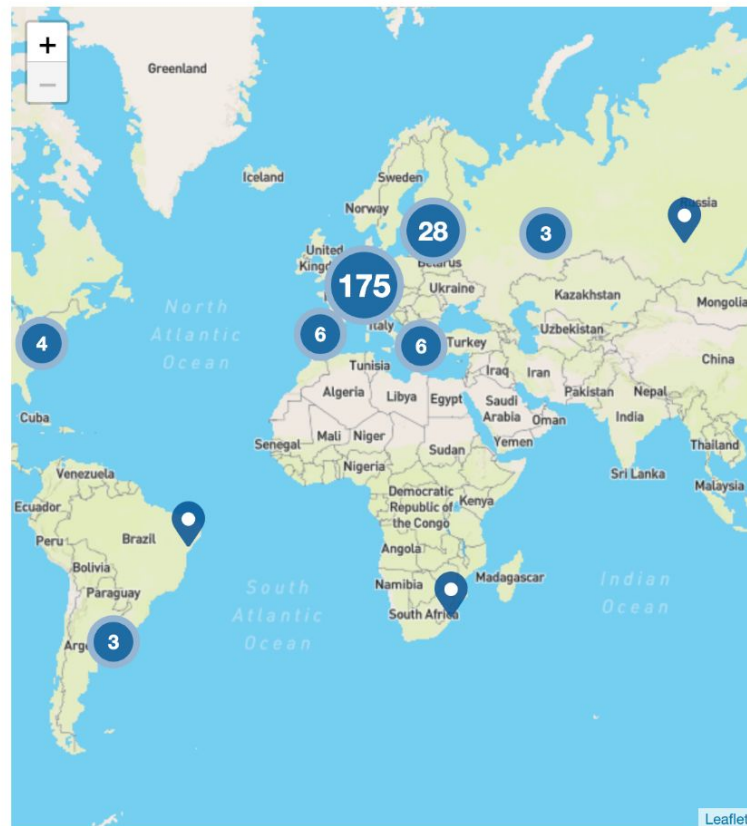 +
−
Greenland
Iceland
Sweden
Norway
Russia
28
3
United
Kingdom
Belarus
175
Ukraine
Kazakhstan
Mongolia
North
Atlantic
Ocean
4
6
Italy
6
Turkey
Uzbekistan
China
Tunisia
Iraq
Iran
Algeria
Libya
Egypt
Saudi
Arabia
Pakistan
Nepal
Oman
India
Cuba
Mali
Niger
Senegal
Sudan
Yemen
Thailand
Nigeria
Sri Lanka
Malaysia
Venezuela
Ecuador
Democratic
Republic of
the Congo
Kenya
Peru
Brazil
Angola
Bolivia
Namibia
Madagascar
Paraguay
South
Atlantic
Ocean
Indian
Ocean
South Africa
3
Leaflet